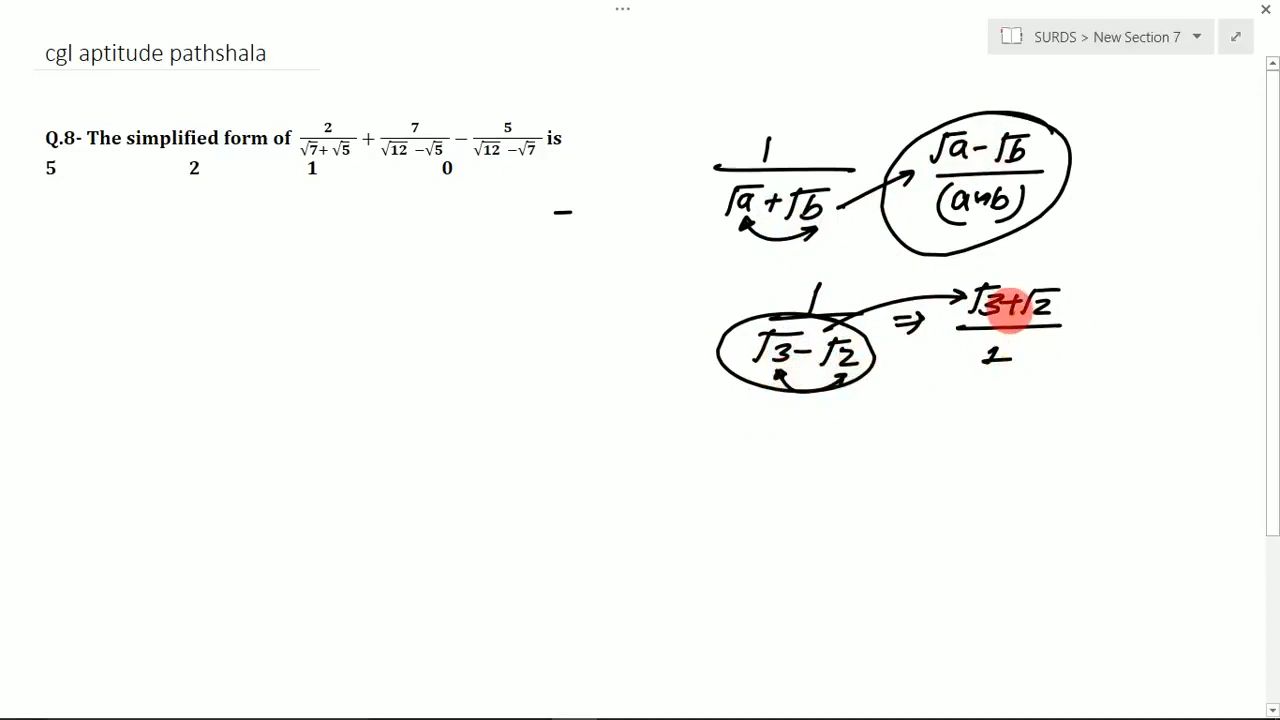 SURDS > New Section 7
cgl aptitude pathshala
Q.8- The simplified form of 2/(√7+ √5) + 7/(√12 -√5) - 5/(√12 -√7) is
5 2 1 0
1/(√a+√b) (√a-√b)/(a~b)
-
1/(√3-√2) ⇒ (√3+√2)/1